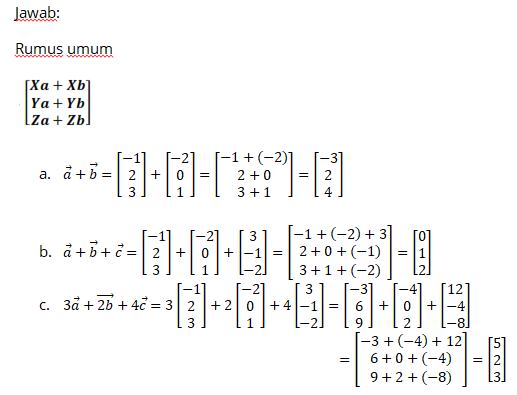 Jawab:
Rumus umum
[Xa + Xb]
[Ya + Yb]
[Za + Zb]
a. a⃗ + b⃗ = [−1 2 3] + [−2 0 1] = [−1 + (−2) 2 + 0 3 + 1] = [−3 2 4]
b. a⃗ + b⃗ + c⃗ = [−1 2 3] + [−2 0 1] + [3 −1 −2] = [−1 + (−2) + 3 2 + 0 + (−1) 3 + 1 + (−2)] = [0 1 2]
c. 3a⃗ + 2b⃗ + 4c⃗ = 3 [−1 2 3] + 2 [−2 0 1] + 4 [3 −1 −2] = [−3 6 9] + [−4 0 2] + [12 −4 −8]
= [−3 + (−4) + 12 6 + 0 + (−4) 9 + 2 + (−8)] = [5 2 3]